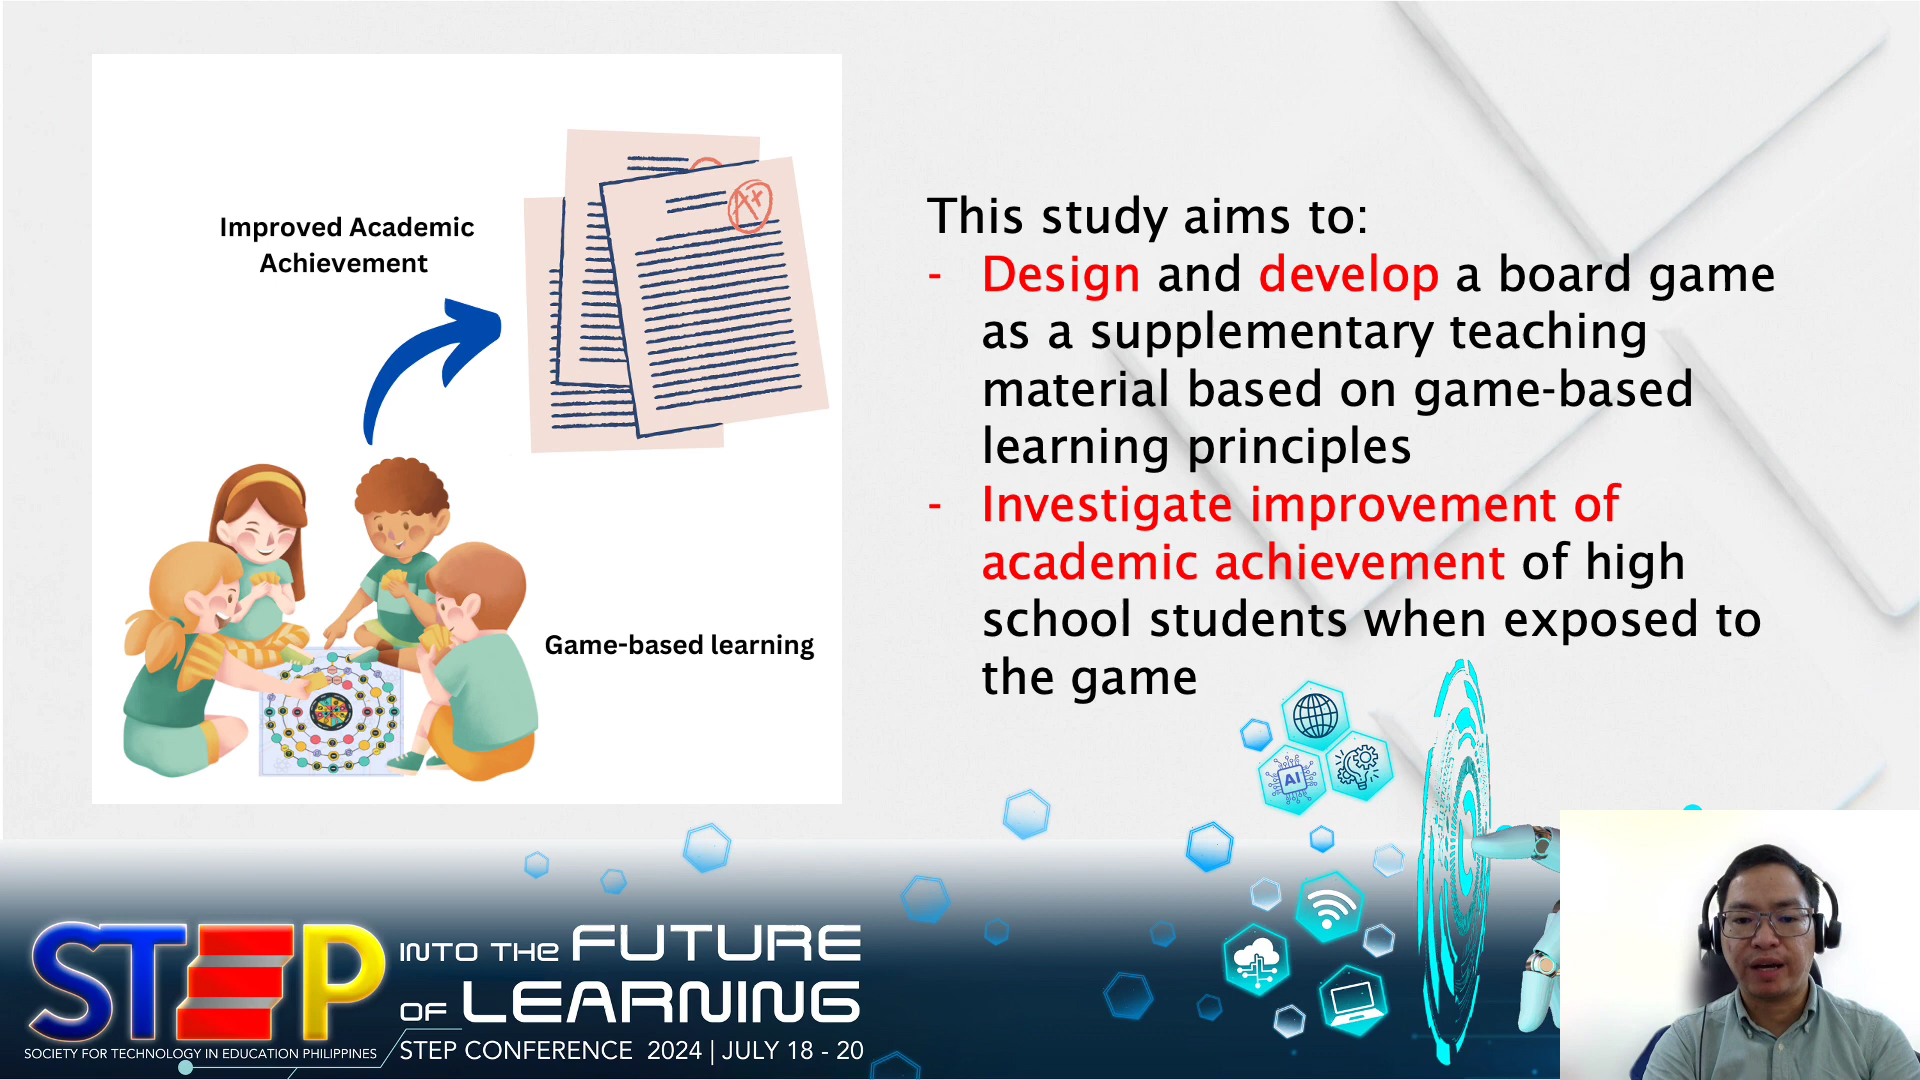 Improved Academic
Achievement
A+
Game-based learning
This study aims to:
- Design and develop a board game
as a supplementary teaching
material based on game-based
learning principles
- Investigate improvement of
academic achievement of high
school students when exposed to
the game
AI
STEP
SOCIETY FOR TECHNOLOGY IN EDUCATION PHILIPPINES
INTO THE FUTURE
OF LEARNING
STEP CONFERENCE 2024 | JULY 18 - 20